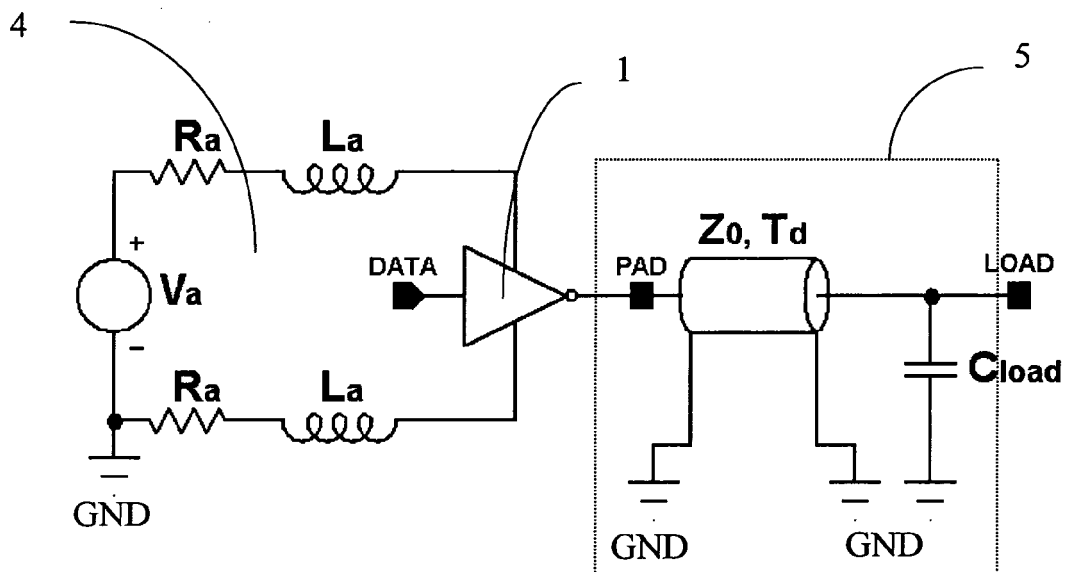 4
1
5
Ra
La
Z0, Td
DATA
PAD
LOAD
+
Va
−
Cload
Ra
La
GND
GND
GND